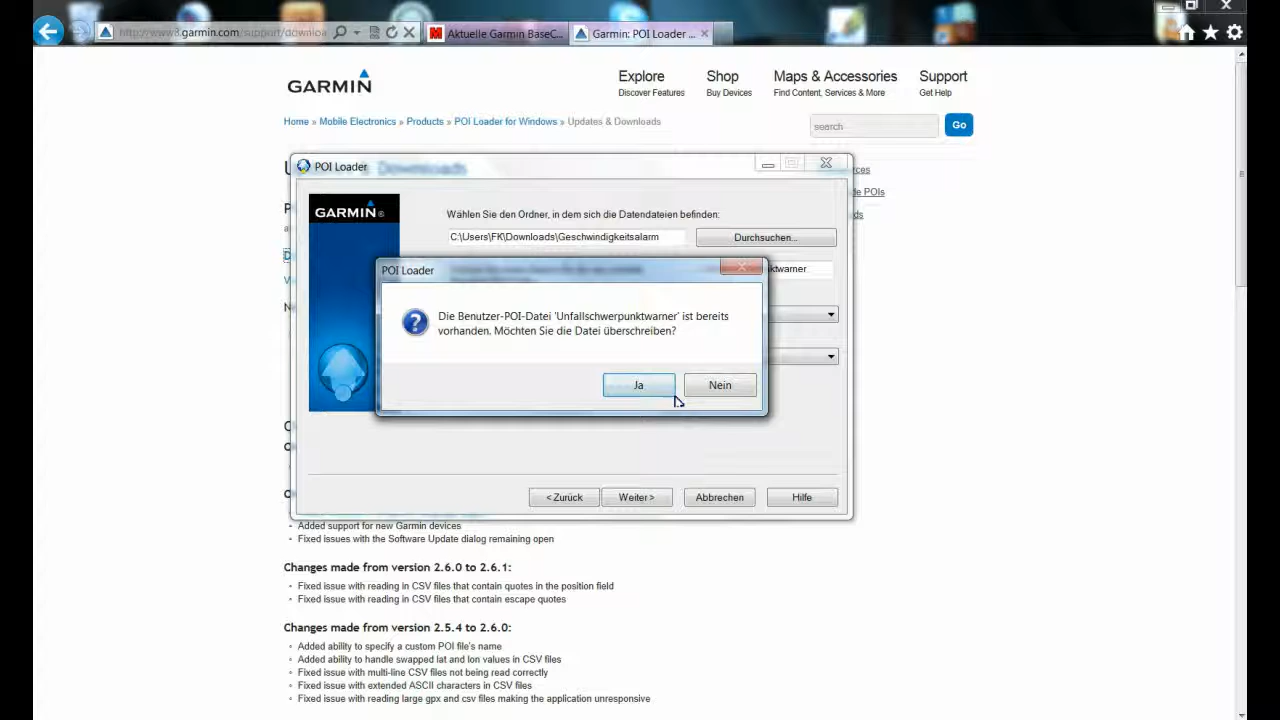 http://www8.garmin.com/support/downloa
Aktuelle Garmin BaseC...
Garmin: POI Loader ...
GARMIN
Explore
Discover Features
Shop
Buy Devices
Maps & Accessories
Find Content, Services & More
Support
Get Help
Home » Mobile Electronics » Products » POI Loader for Windows » Updates & Downloads
search
Go
POI Loader
Downloads
GARMIN®
Wählen Sie den Ordner, in dem sich die Datendateien befinden:
C:\Users\FK\Downloads\Geschwindigkeitsalarm
Durchsuchen...
POI Loader
Die Benutzer-POI-Datei 'Unfallschwerpunktwarner' ist bereits
vorhanden. Möchten Sie die Datei überschreiben?
Ja
Nein
< Zurück
Weiter >
Abbrechen
Hilfe
Added support for new Garmin devices
Fixed issues with the Software Update dialog remaining open
Changes made from version 2.6.0 to 2.6.1:
Fixed issue with reading in CSV files that contain quotes in the position field
Fixed issue with reading in CSV files that contain escape quotes
Changes made from version 2.5.4 to 2.6.0:
Added ability to specify a custom POI file's name
Added ability to handle swapped lat and lon values in CSV files
Fixed issue with multi-line CSV files not being read correctly
Fixed issue with extended ASCII characters in CSV files
Fixed issue with reading large gpx and csv files making the application unresponsive